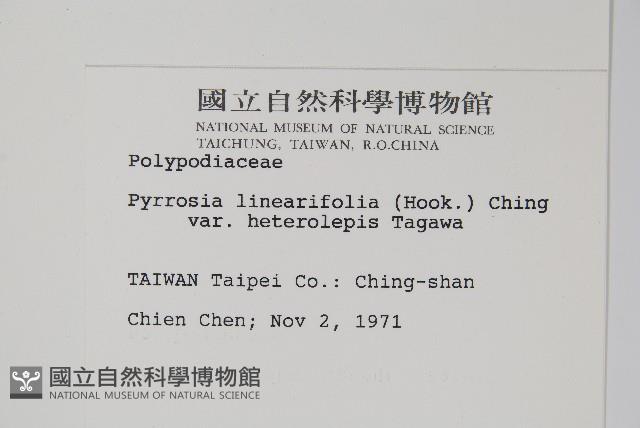 國立自然科學博物館
NATIONAL MUSEUM OF NATURAL SCIENCE
TAICHUNG, TAIWAN, R.O.CHINA
Polypodiaceae
Pyrrosia linearifolia (Hook.) Ching
var. heterolepis Tagawa
TAIWAN Taipei Co.: Ching-shan
Chien Chen; Nov 2, 1971
國立自然科學博物館
NATIONAL MUSEUM OF NATURAL SCIENCE